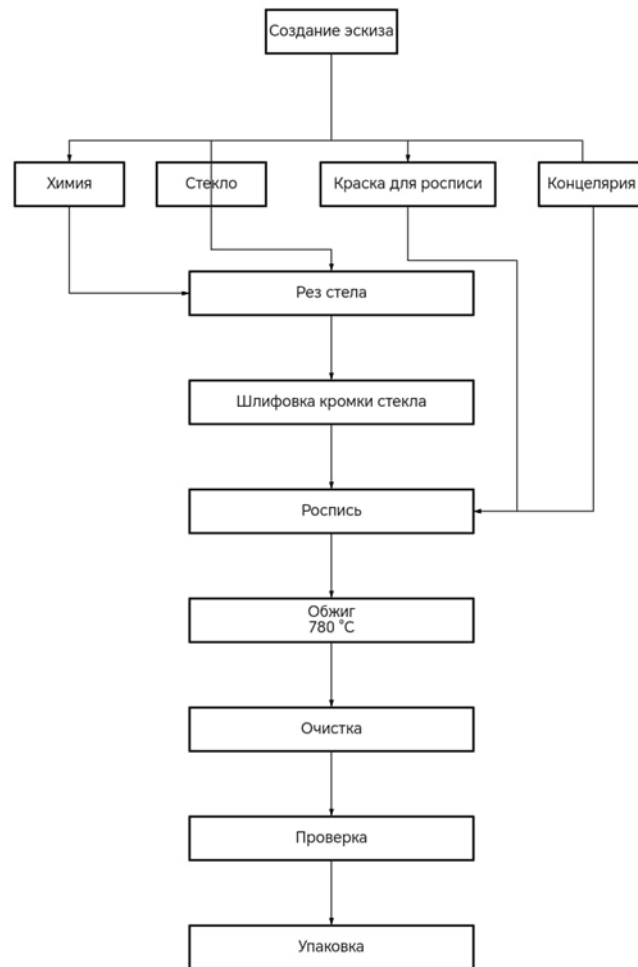 Создание эскиза
Химия
Стекло
Краска для росписи
Концелярия
Рез стела
Шлифовка кромки стекла
Роспись
Обжиг
780 °C
Очистка
Проверка
Упаковка